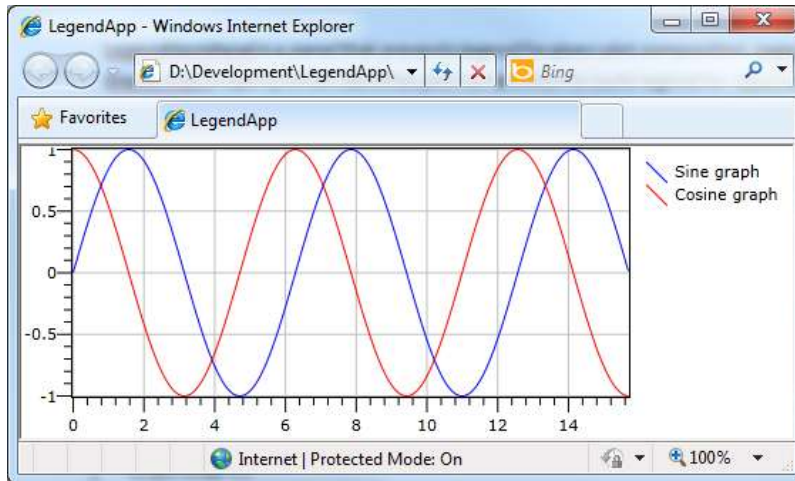 LegendApp - Windows Internet Explorer
D:\Development\LegendApp\
Bing
Favorites
LegendApp
1
0.5
0
-0.5
-1
0 2 4 6 8 10 12 14
Sine graph
Cosine graph
Internet | Protected Mode: On
100%